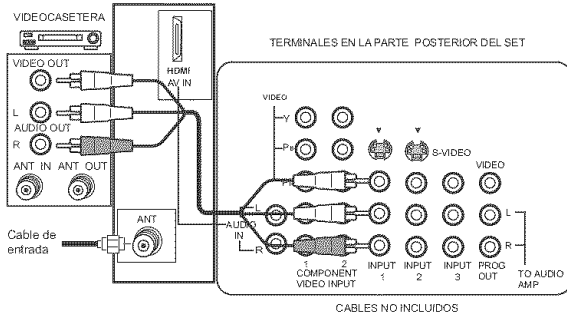 VIDEOCASETERA
VIDEO OUT
L
AUDIO OUT
R
ANT IN ANT OUT
HDMI
AV IN
ANT
Cable de
entrada
TERMINALES EN LA PARTE POSTERIOR DEL SET
VIDEO
Y
S-VIDEO
VIDEO
L
AUDIO
IN
R
L
R
1 2
COMPONENT
VIDEO INPUT
INPUT
1
INPUT
2
INPUT
3
PROG
OUT
TO AUDIO
AMP
CABLES NO INCLUIDOS